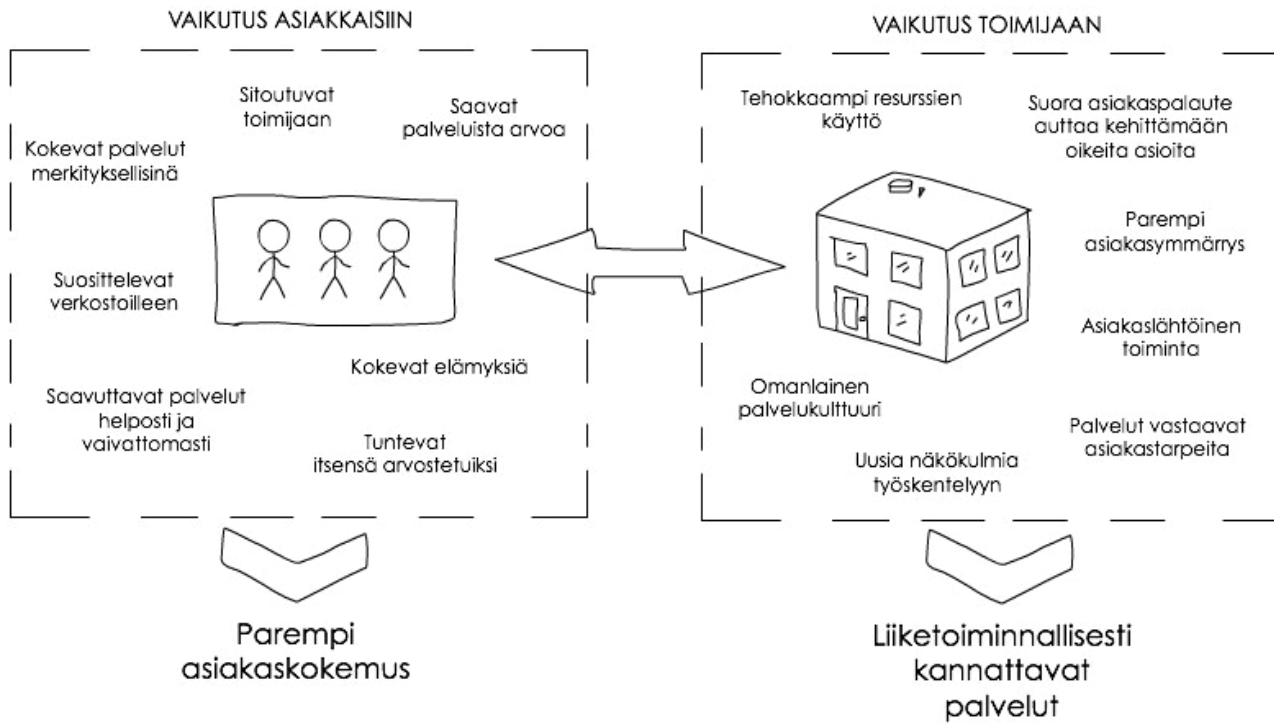 VAIKUTUS ASIAKKAISIIN
Sitoutuvat
toimijaan
Saavat
palveluista arvoa
Kokevat palvelut
merkityksellisinä
Suosittelevat
verkostoilleen
Kokevat elämyksiä
Saavuttavat palvelut
helposti ja
vaivattomasti
Tuntevat
itsensä arvostetuiksi
Parempi
asiakaskokemus
VAIKUTUS TOIMIJAAN
Tehokkaampi resurssien
käyttö
Suora asiakaspalaute
auttaa kehittämään
oikeita asioita
Parempi
asiakasymmärrys
Asiakaslähtöinen
toiminta
Omanlainen
palvelukulttuuri
Palvelut vastaavat
asiakastarpeita
Uusia näkökulmia
työskentelyyn
Liiketoiminnallisesti
kannattavat
palvelut